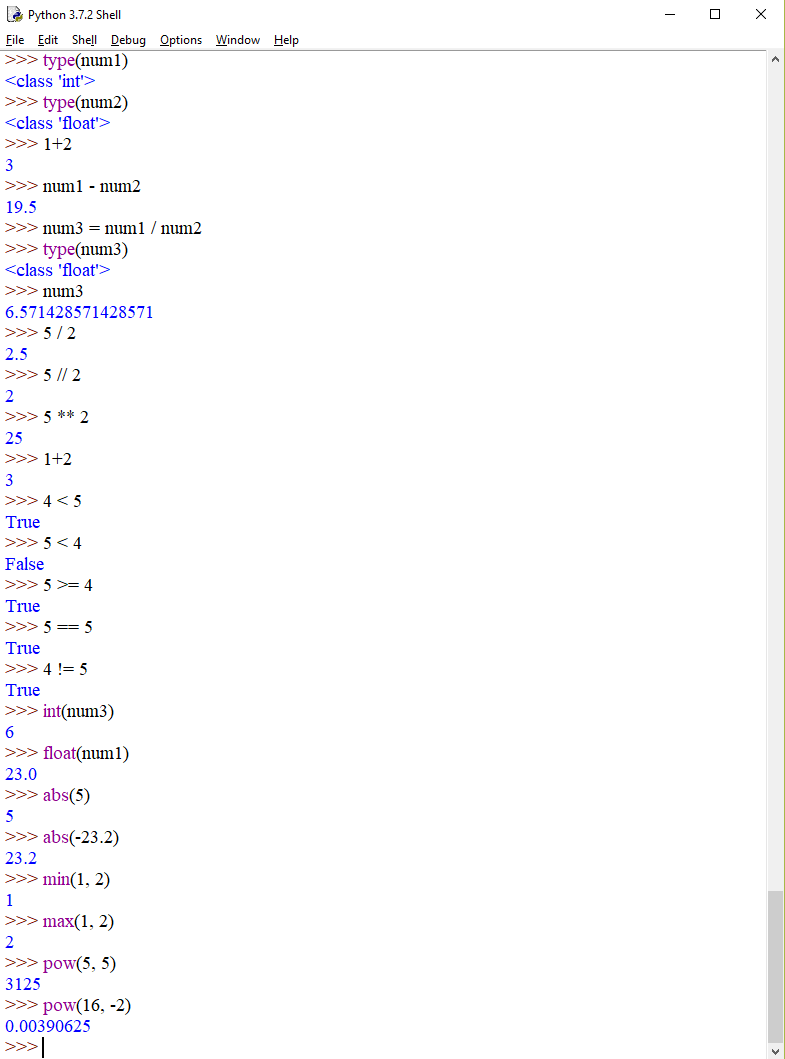 Python 3.7.2 Shell
File Edit Shell Debug Options Window Help
>>> type(num1)
<class 'int'>
>>> type(num2)
<class 'float'>
>>> 1+2
3
>>> num1 - num2
19.5
>>> num3 = num1 / num2
>>> type(num3)
<class 'float'>
>>> num3
6.571428571428571
>>> 5 / 2
2.5
>>> 5 // 2
2
>>> 5 ** 2
25
>>> 1+2
3
>>> 4 < 5
True
>>> 5 < 4
False
>>> 5 >= 4
True
>>> 5 == 5
True
>>> 4 != 5
True
>>> int(num3)
6
>>> float(num1)
23.0
>>> abs(5)
5
>>> abs(-23.2)
23.2
>>> min(1, 2)
1
>>> max(1, 2)
2
>>> pow(5, 5)
3125
>>> pow(16, -2)
0.00390625
>>>